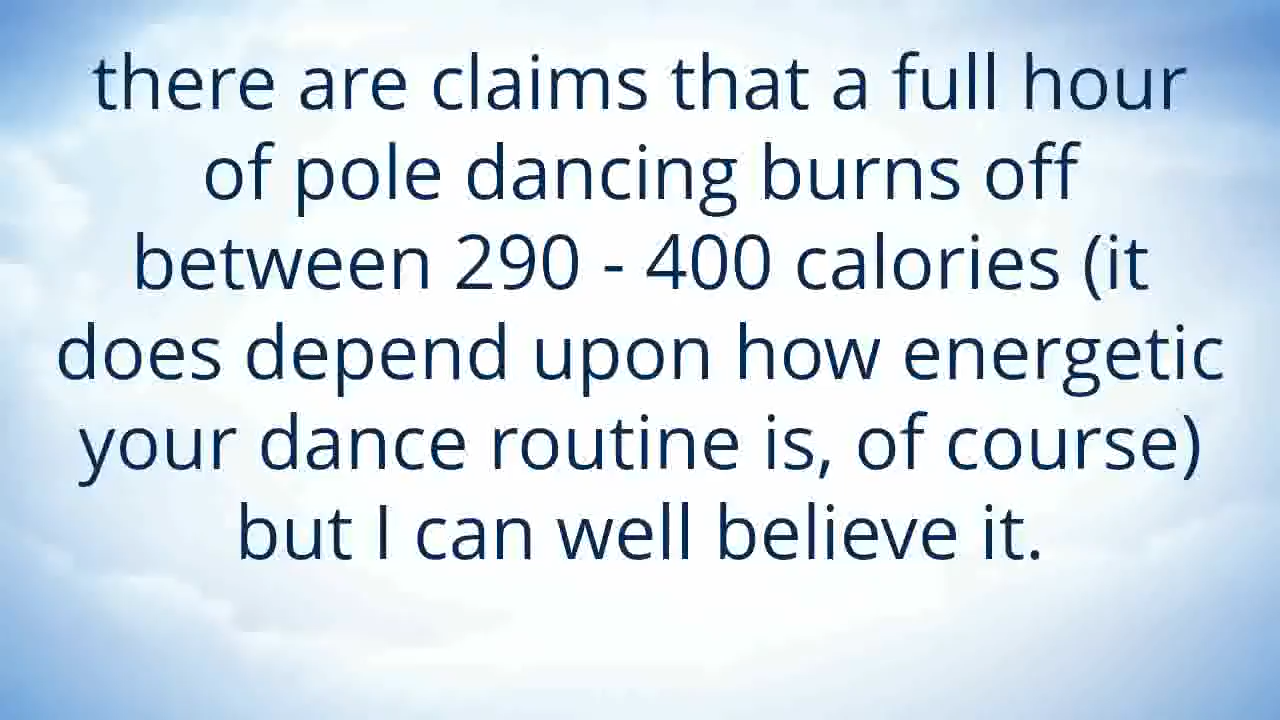 there are claims that a full hour
of pole dancing burns off
between 290 - 400 calories (it
does depend upon how energetic
your dance routine is, of course)
but I can well believe it.